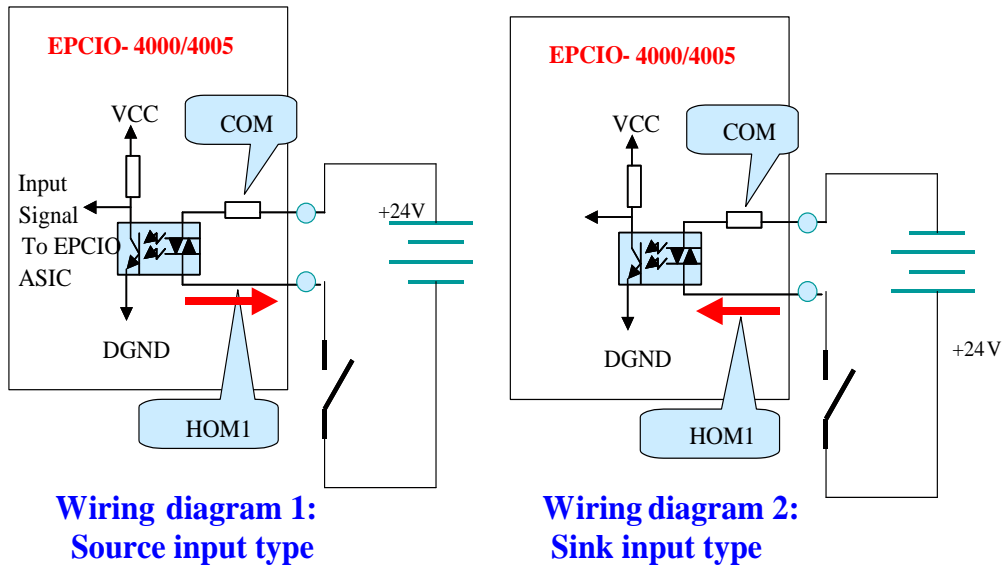 EPCIO- 4000/4005
VCC
COM
Input
Signal
To EPCIO
ASIC
+24V
DGND
HOM1
Wiring diagram 1:
Source input type
EPCIO- 4000/4005
VCC
COM
DGND
+24V
HOM1
Wiring diagram 2:
Sink input type